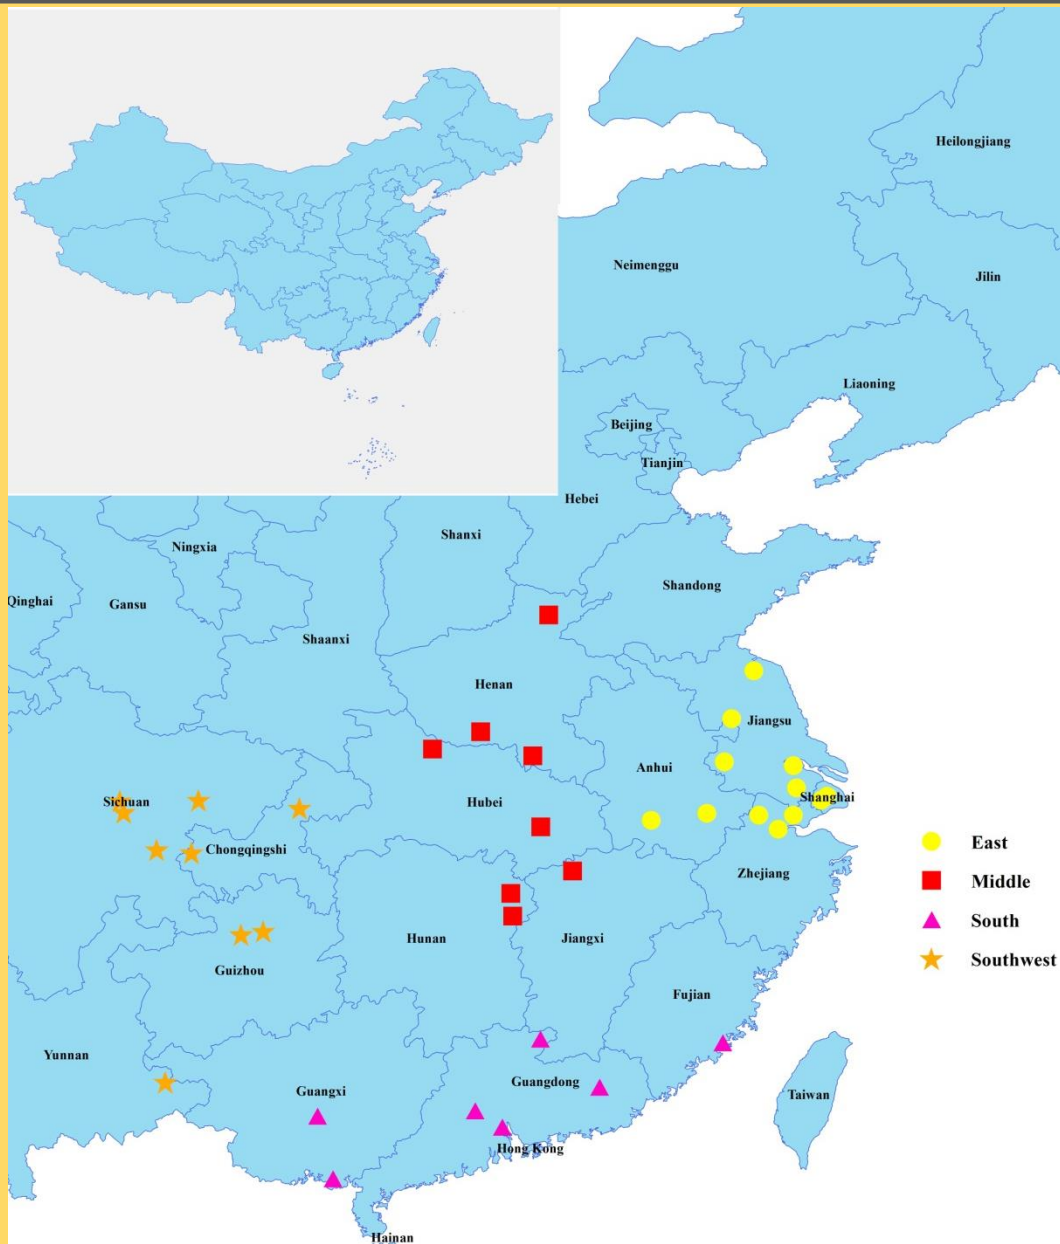 Heilongjiang
Neimenggu
Jilin
Liaoning
Beijing
Tianjin
Hebei
Shanxi
Ningxia
Shandong
Qinghai
Gansu
Shaanxi
Henan
Jiangsu
Anhui
Shanghai
Sichuan
Hubei
Chongqingshi
Zhejiang
Hunan
Jiangxi
Guizhou
Fujian
Yunnan
Guangdong
Guangxi
Taiwan
Hong Kong
Hainan
East
Middle
South
Southwest